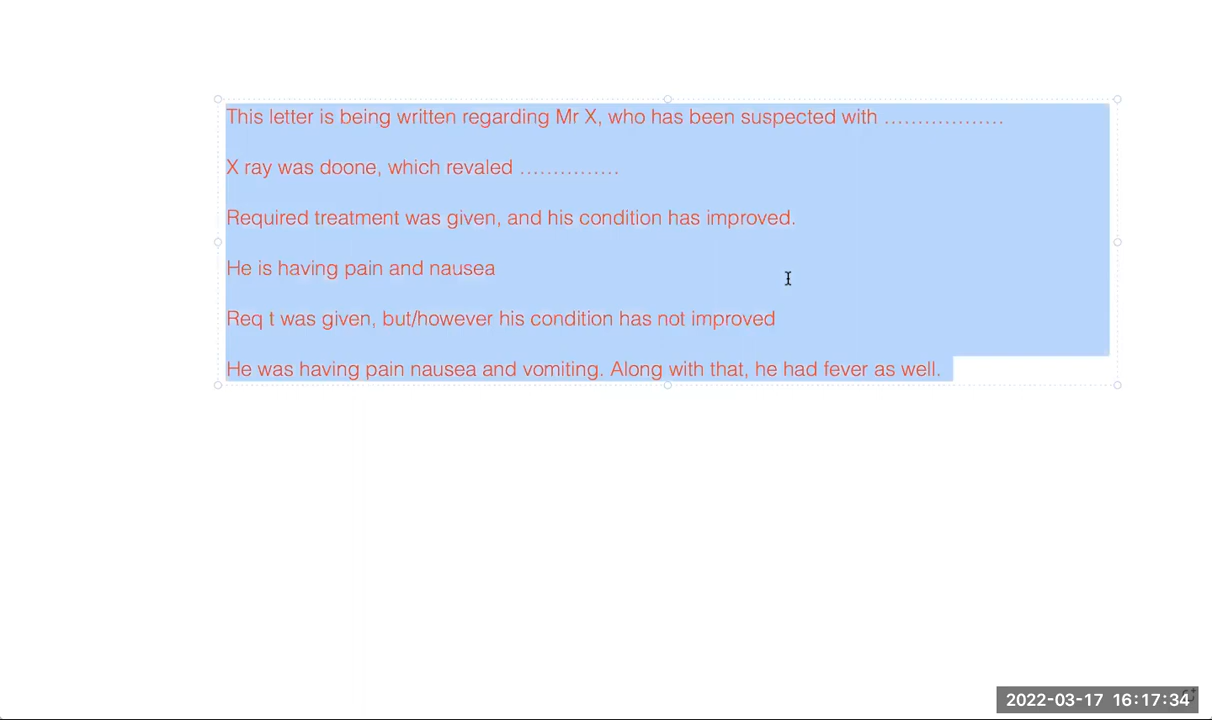 This letter is being written regarding Mr X, who has been suspected with ………………
X ray was doone, which revaled ……………
Required treatment was given, and his condition has improved.
He is having pain and nausea
Req t was given, but/however his condition has not improved
He was having pain nausea and vomiting. Along with that, he had fever as well.
2022-03-17 16:17:34